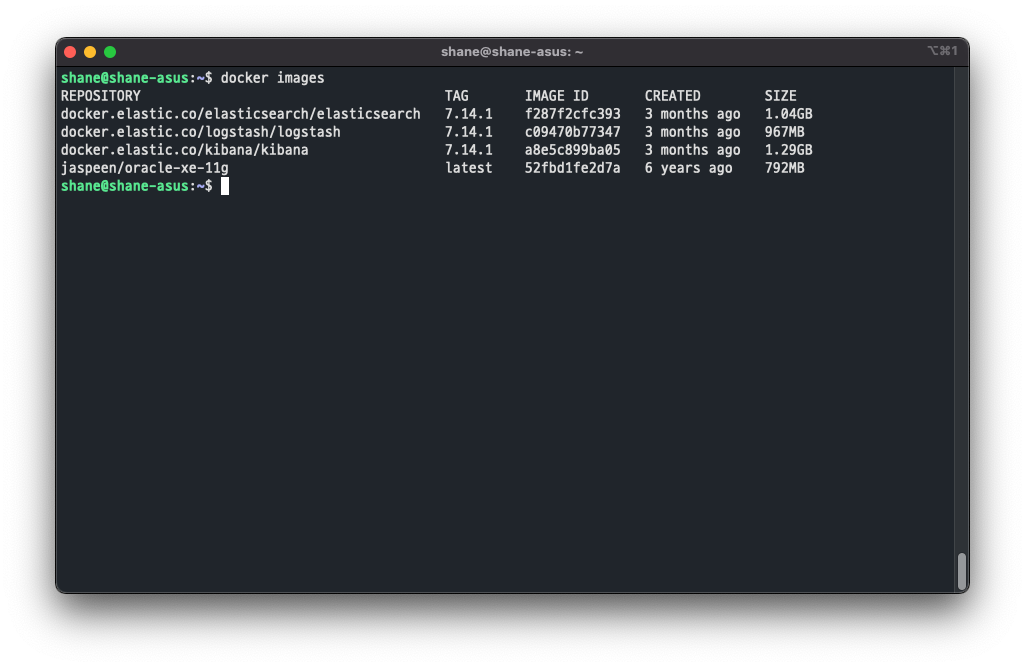 shane@shane-asus: ~
⌥⌘1
shane@shane-asus:~$ docker images
REPOSITORY TAG IMAGE ID CREATED SIZE
docker.elastic.co/elasticsearch/elasticsearch 7.14.1 f287f2cfc393 3 months ago 1.04GB
docker.elastic.co/logstash/logstash 7.14.1 c09470b77347 3 months ago 967MB
docker.elastic.co/kibana/kibana 7.14.1 a8e5c899ba05 3 months ago 1.29GB
jaspeen/oracle-xe-11g latest 52fbd1fe2d7a 6 years ago 792MB
shane@shane-asus:~$